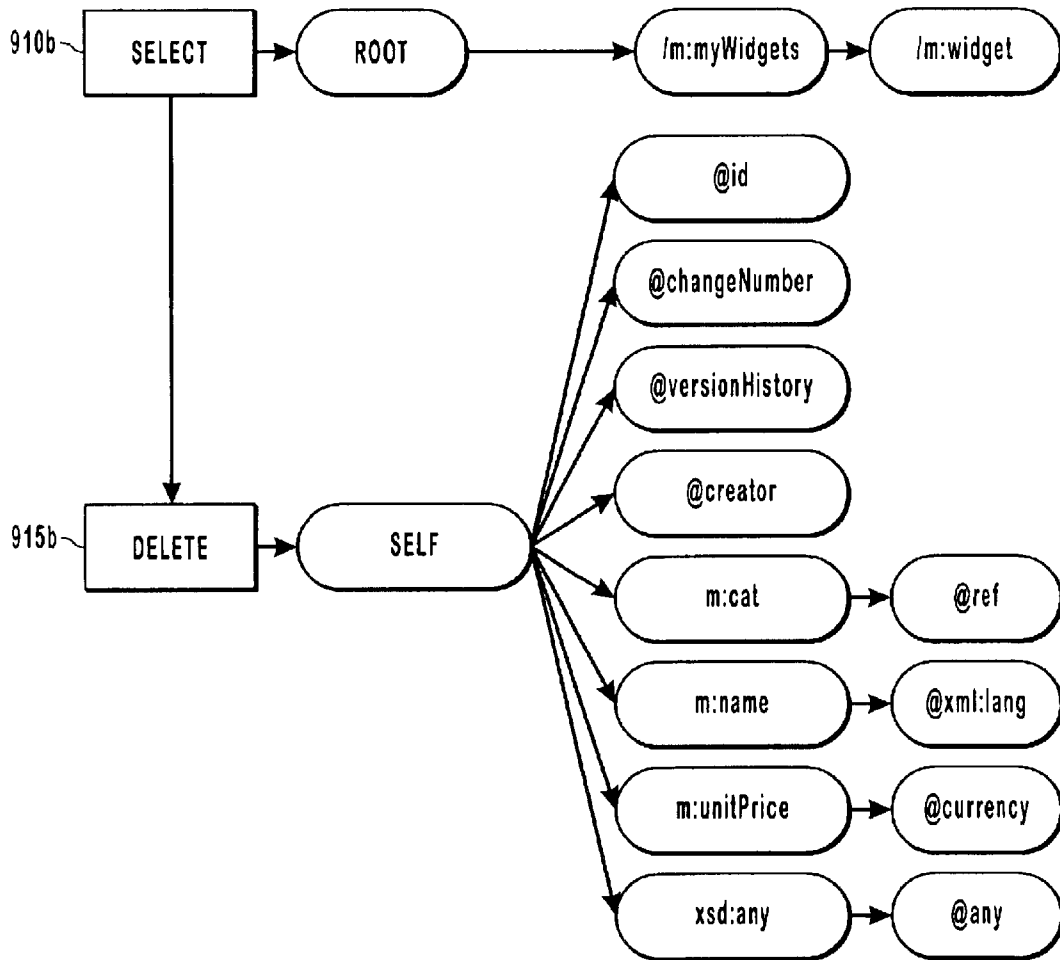 910b
SELECT
ROOT
/m:myWidgets
/m:widget
@id
@changeNumber
@versionHistory
@creator
915b
DELETE
SELF
m:cat
@ref
m:name
@xml:lang
m:unitPrice
@currency
xsd:any
@any